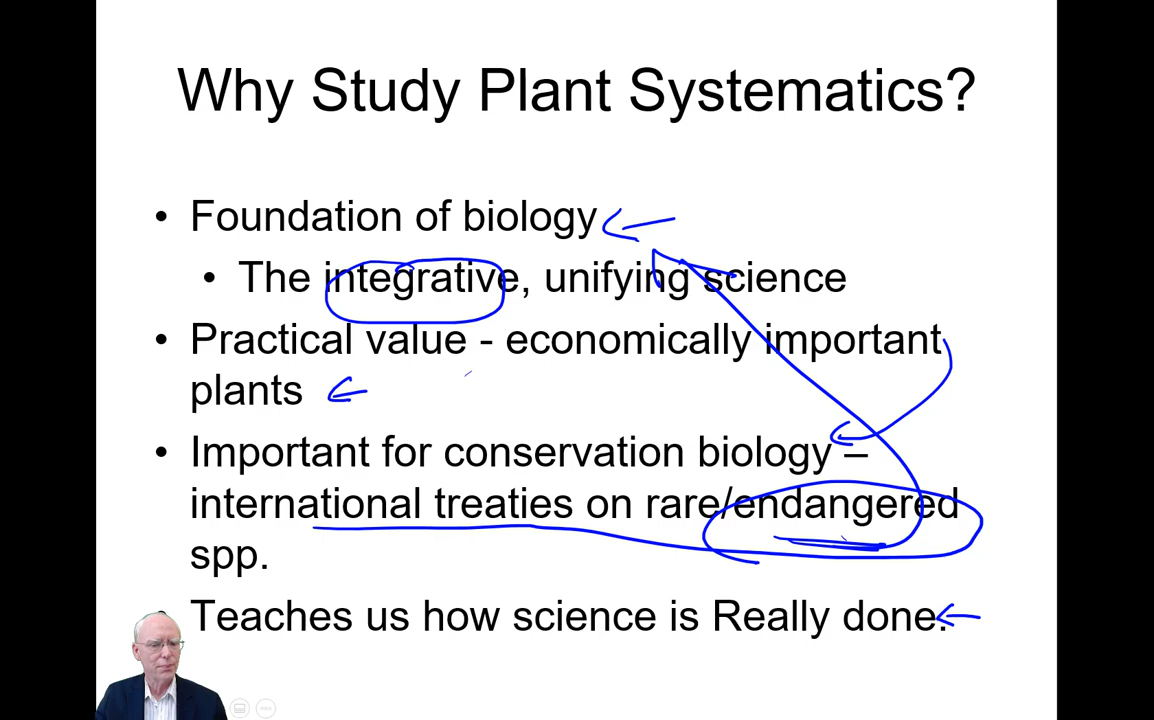 Why Study Plant Systematics?
• Foundation of biology
• The integrative, unifying science
• Practical value - economically important
plants
• Important for conservation biology –
international treaties on rare/endangered
spp.
• Teaches us how science is Really done.